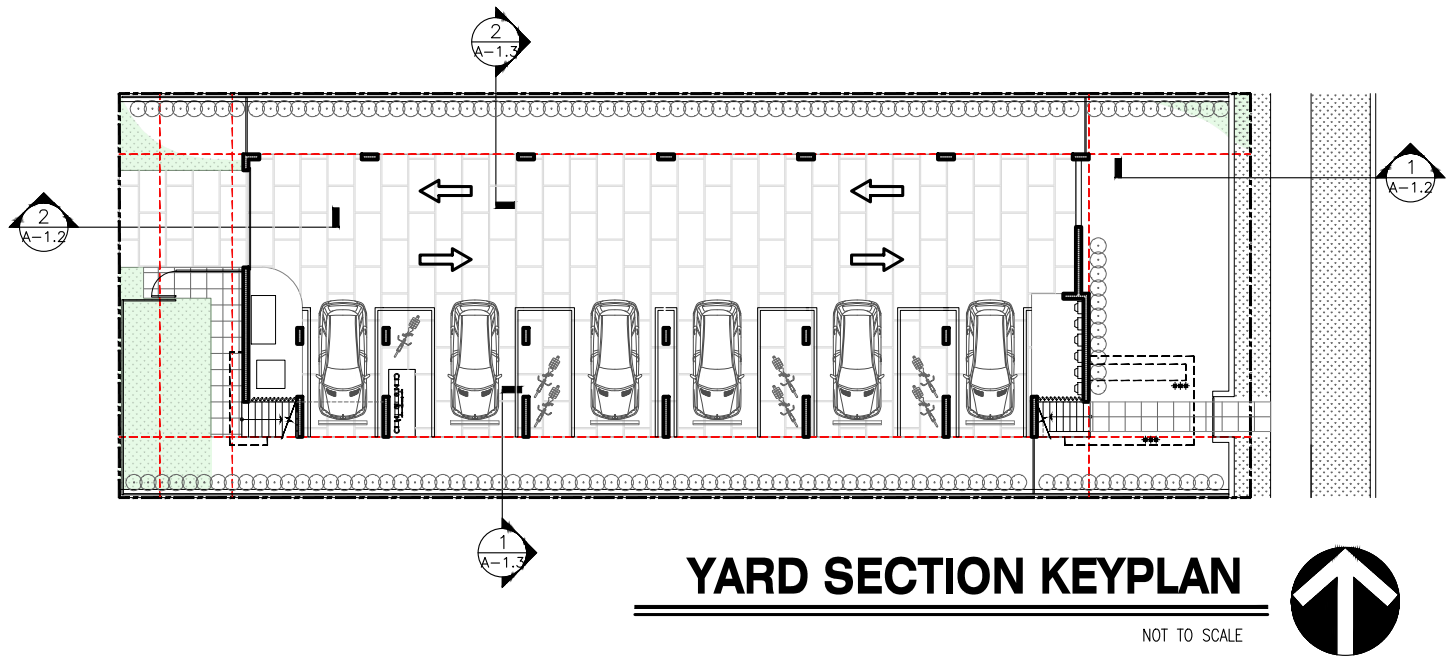 2
A-1.3
1
A-1.2
2
A-1.2
1
A-1.3
YARD SECTION KEYPLAN
NOT TO SCALE